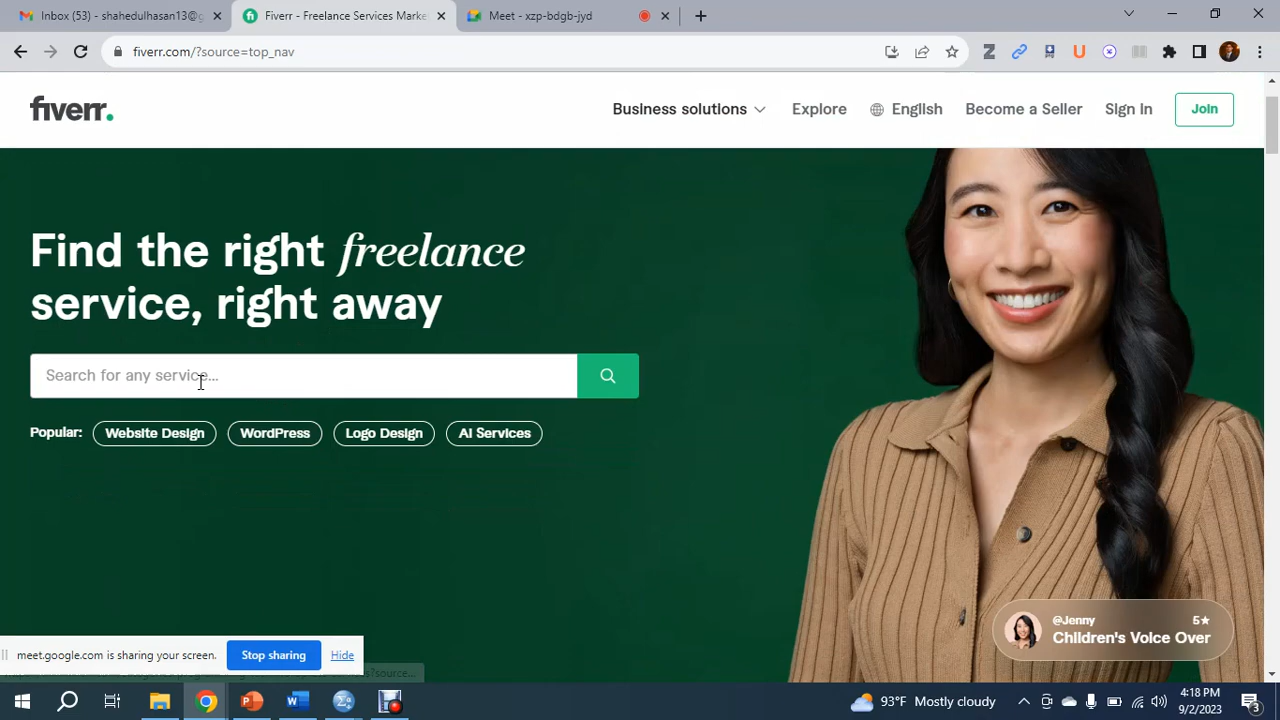 Inbox (53) - shahedulhasan13@g
Fiverr - Freelance Services Marke
Meet - xzp-bdgb-jyd
fiverr.com/?source=top_nav
fiverr.
Business solutions
Explore
English
Become a Seller
Sign In
Join
Find the right freelance
service, right away
Search for any service...
Popular:
Website Design
WordPress
Logo Design
AI Services
@Jenny
5★
Children's Voice Over
meet.google.com is sharing your screen.
Stop sharing
Hide
93°F Mostly cloudy
4:18 PM
9/2/2023
3